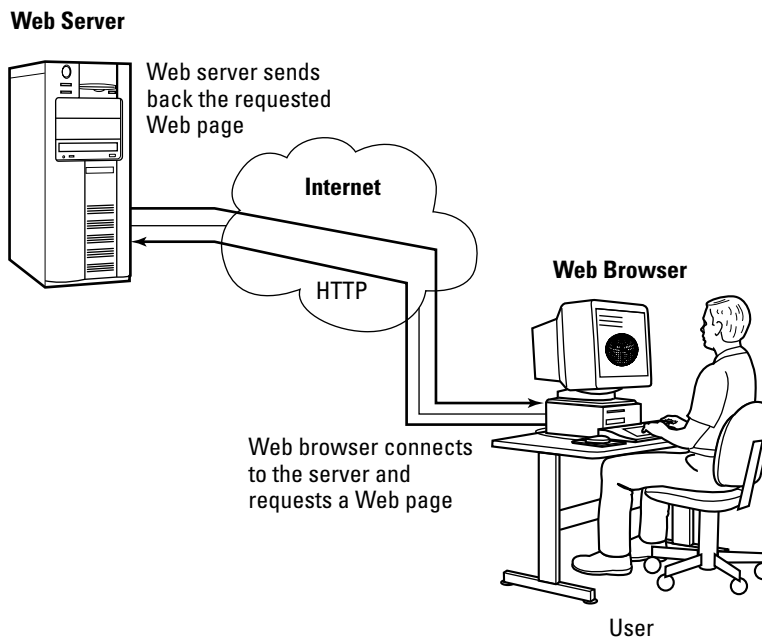 Web Server
Web server sends
back the requested
Web page
Internet
HTTP
Web Browser
Web browser connects
to the server and
requests a Web page
User